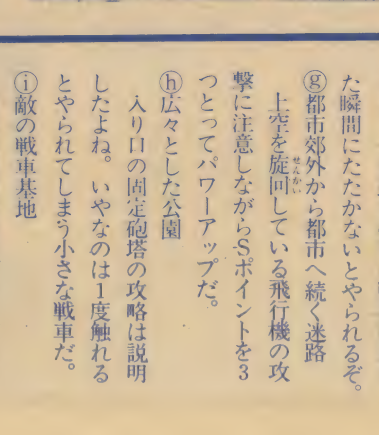 た瞬間にたたかないとやられるぞ。
ⓖ都市郊外から都市へ続く迷路
上空を旋回している飛行機の攻
せんかい
撃に注意しながらSポイントを3
つとってパワーアップだ。
ⓗ広々とした公園
入り口の固定砲塔の攻略は説明
したよね。いやなのは1度触れる
とやられてしまう小さな戦車だ。
ⓘ敵の戦車基地